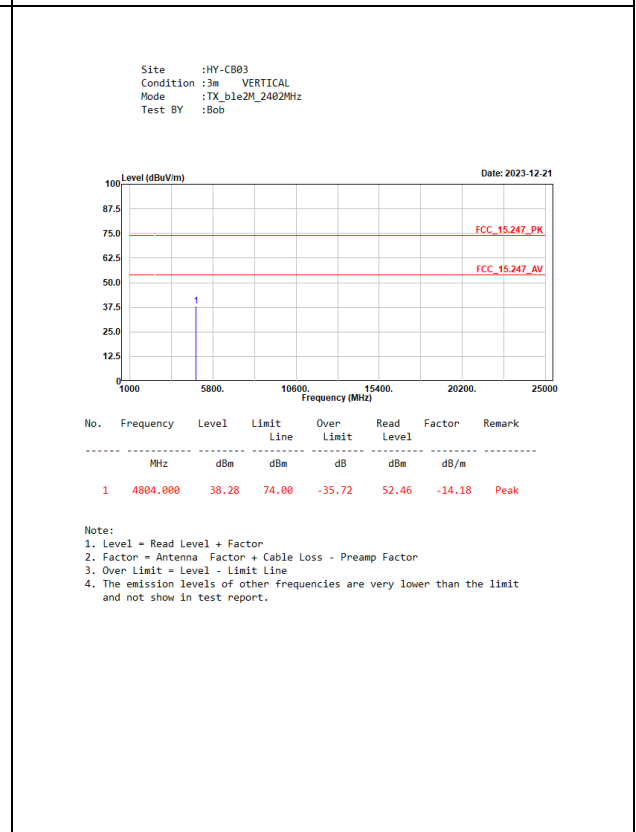 Site :HY-CB03
Condition :3m VERTICAL
Mode :TX_ble2M_2402MHz
Test BY :Bob
Level (dBuV/m)
Date: 2023-12-21
100
87.5
75.0
FCC_15.247_PK
62.5
FCC_15.247_AV
50.0
37.5
1
25.0
12.5
0
1000 5800. 10600. 15400. 20200. 25000
Frequency (MHz)
No. Frequency Level Limit Over Read Factor Remark
Line Limit Level
------ ----------- -------- -------- --------- --------- -------- ---------
MHz dBm dBm dB dBm dB/m
1 4804.000 38.28 74.00 -35.72 52.46 -14.18 Peak
Note:
1. Level = Read Level + Factor
2. Factor = Antenna Factor + Cable Loss - Preamp Factor
3. Over Limit = Level - Limit Line
4. The emission levels of other frequencies are very lower than the limit
and not show in test report.